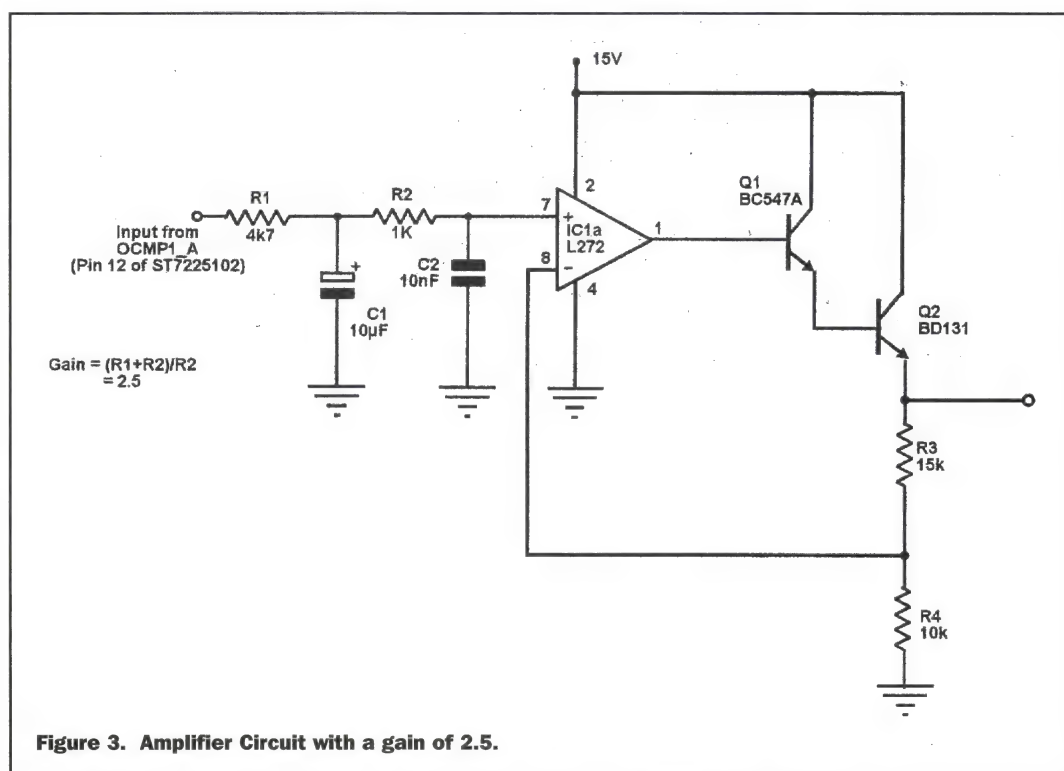 15V
R1
4k7
R2
1K
Input from
OCMP1_A
(Pin 12 of ST7225102)
+
C1
10µF
C2
10nF
7
+
2
IC1a
L272
8
−
4
1
Q1
BC547A
Q2
BD131
Gain = (R1+R2)/R2
= 2.5
R3
15k
R4
10k
Figure 3. Amplifier Circuit with a gain of 2.5.